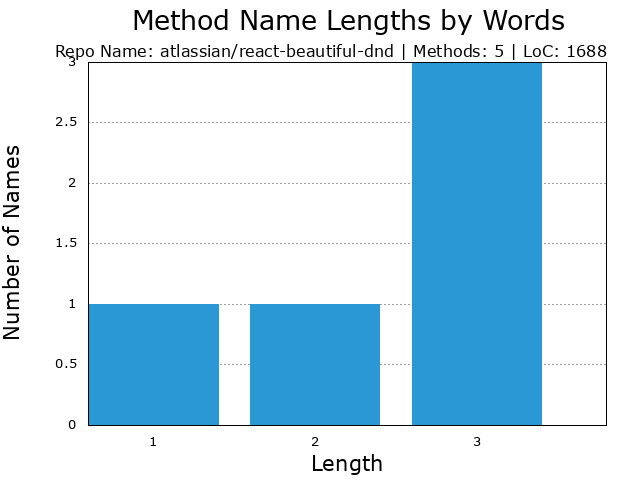 Method Name Lengths by Words
Repo Name: atlassian/react-beautiful-dnd | Methods: 5 | LoC: 1688
Number of Names
3
2.5
2
1.5
1
0.5
0
1 2 3
Length